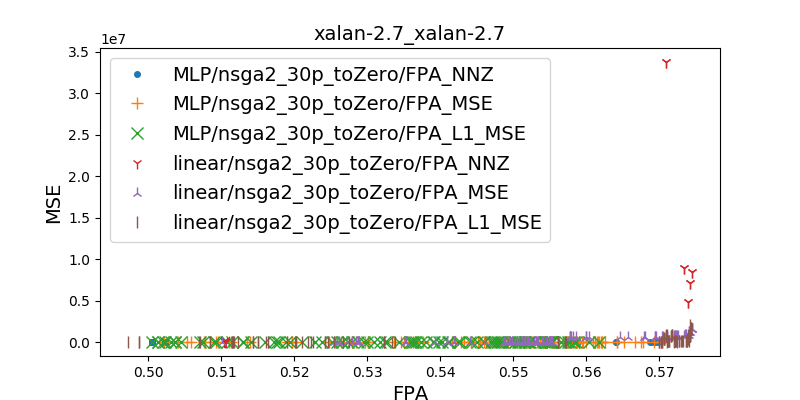 xalan-2.7_xalan-2.7
1e7
3.5
3.0
2.5
2.0
1.5
1.0
0.5
0.0
MSE
MLP/nsga2_30p_toZero/FPA_NNZ
MLP/nsga2_30p_toZero/FPA_MSE
MLP/nsga2_30p_toZero/FPA_L1_MSE
linear/nsga2_30p_toZero/FPA_NNZ
linear/nsga2_30p_toZero/FPA_MSE
linear/nsga2_30p_toZero/FPA_L1_MSE
0.50 0.51 0.52 0.53 0.54 0.55 0.56 0.57
FPA